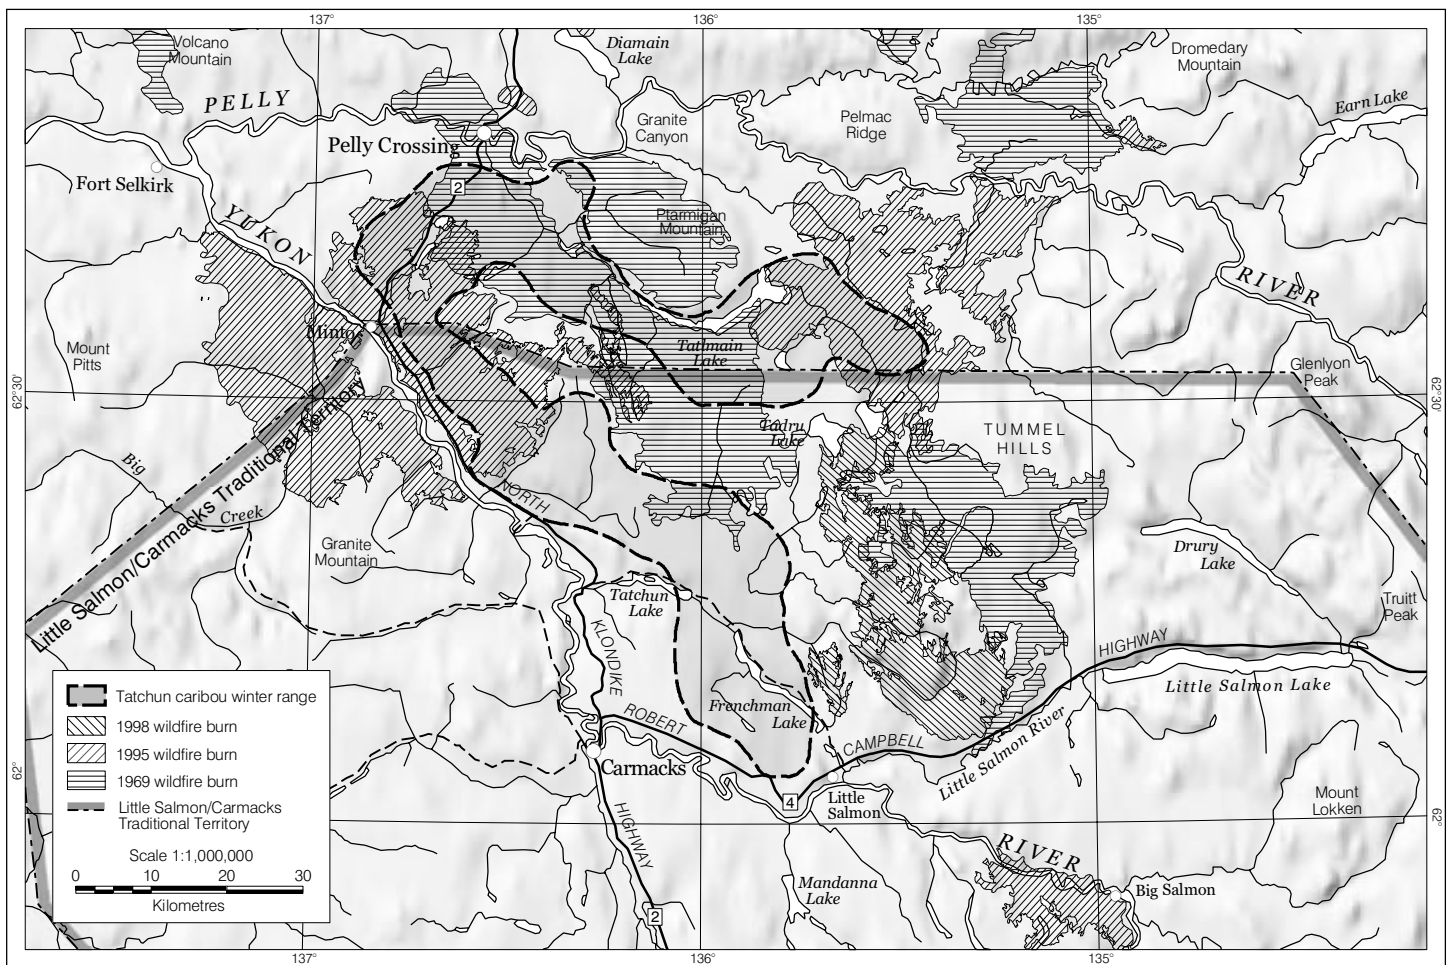 137°
136°
135°
Volcano
Mountain
Diamain
Lake
Dromedary
Mountain
PELLY
Granite
Canyon
Pelmac
Ridge
Earn Lake
Pelly Crossing
Fort Selkirk
2
YUKON
Ptarmigan
Mountain
RIVER
Minto
Mount
Pitts
Tatlmain
Lake
Glenlyon
Peak
62°30'
62°30'
Tadru
Lake
TUMMEL
HILLS
Big
Creek
NORTH
Little Salmon/Carmacks Traditional Territory
Granite
Mountain
Drury
Lake
Tatchun
Lake
Truitt
Peak
KLONDIKE
HIGHWAY
Little Salmon Lake
Frenchman
Lake
ROBERT
CAMPBELL
Little Salmon River
Carmacks
4
Little
Salmon
Mount
Lokken
62°
62°
HIGHWAY
RIVER
Mandanna
Lake
Big Salmon
2
Tatchun caribou winter range
1998 wildfire burn
1995 wildfire burn
1969 wildfire burn
Little Salmon/Carmacks
Traditional Territory
Scale 1:1,000,000
0 10 20 30
Kilometres
137°
136°
135°